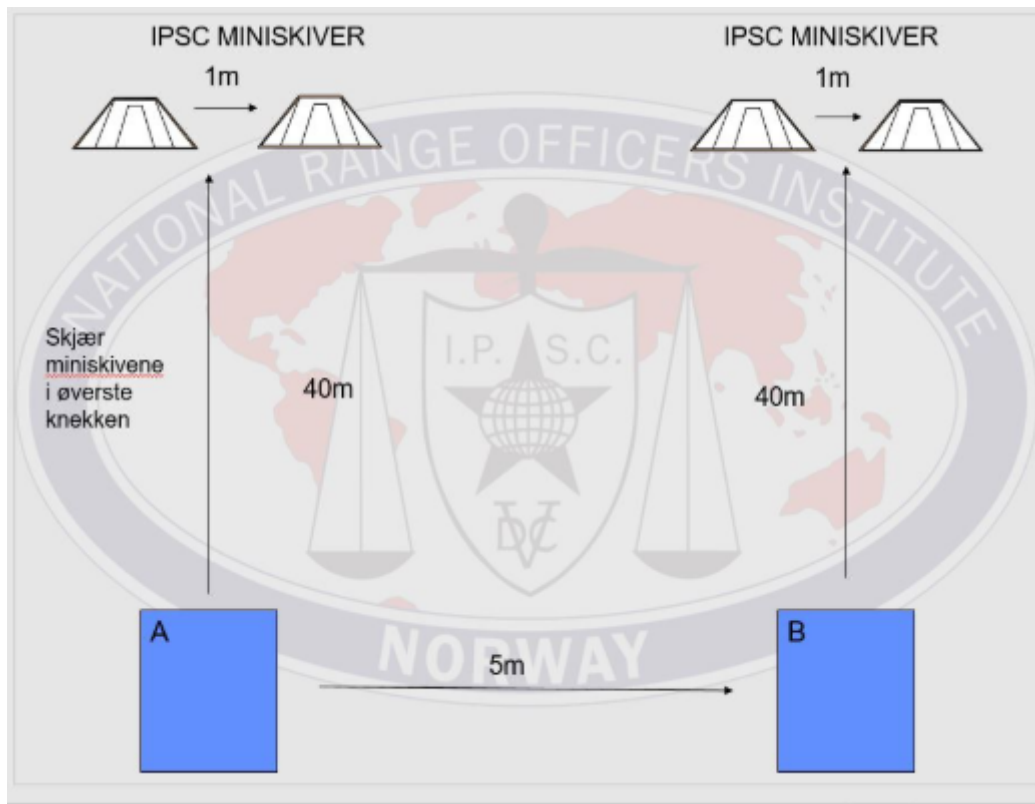 IPSC MINISKIVER
IPSC MINISKIVER
1m
1m
NATIONAL RANGE OFFICERS INSTITUTE
Skjær
miniskivene
i øverste
knekken
I.P. S.C.
40m
40m
DVC
A
B
5m
NORWAY